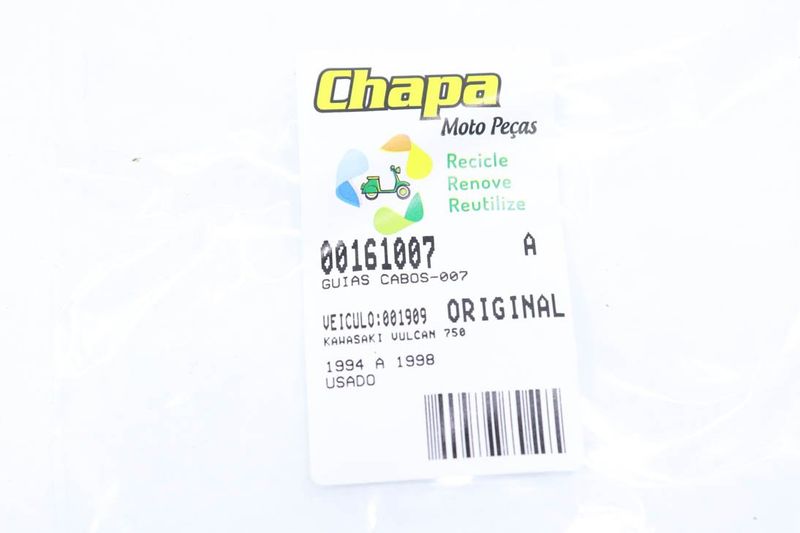 Chapa
Moto Peças
Recicle
Renove
Reutilize
00161007 A
GUIAS CABOS-007
VEICULO:001909 ORIGINAL
KAWASAKI VULCAN 750
1994 A 1998
USADO